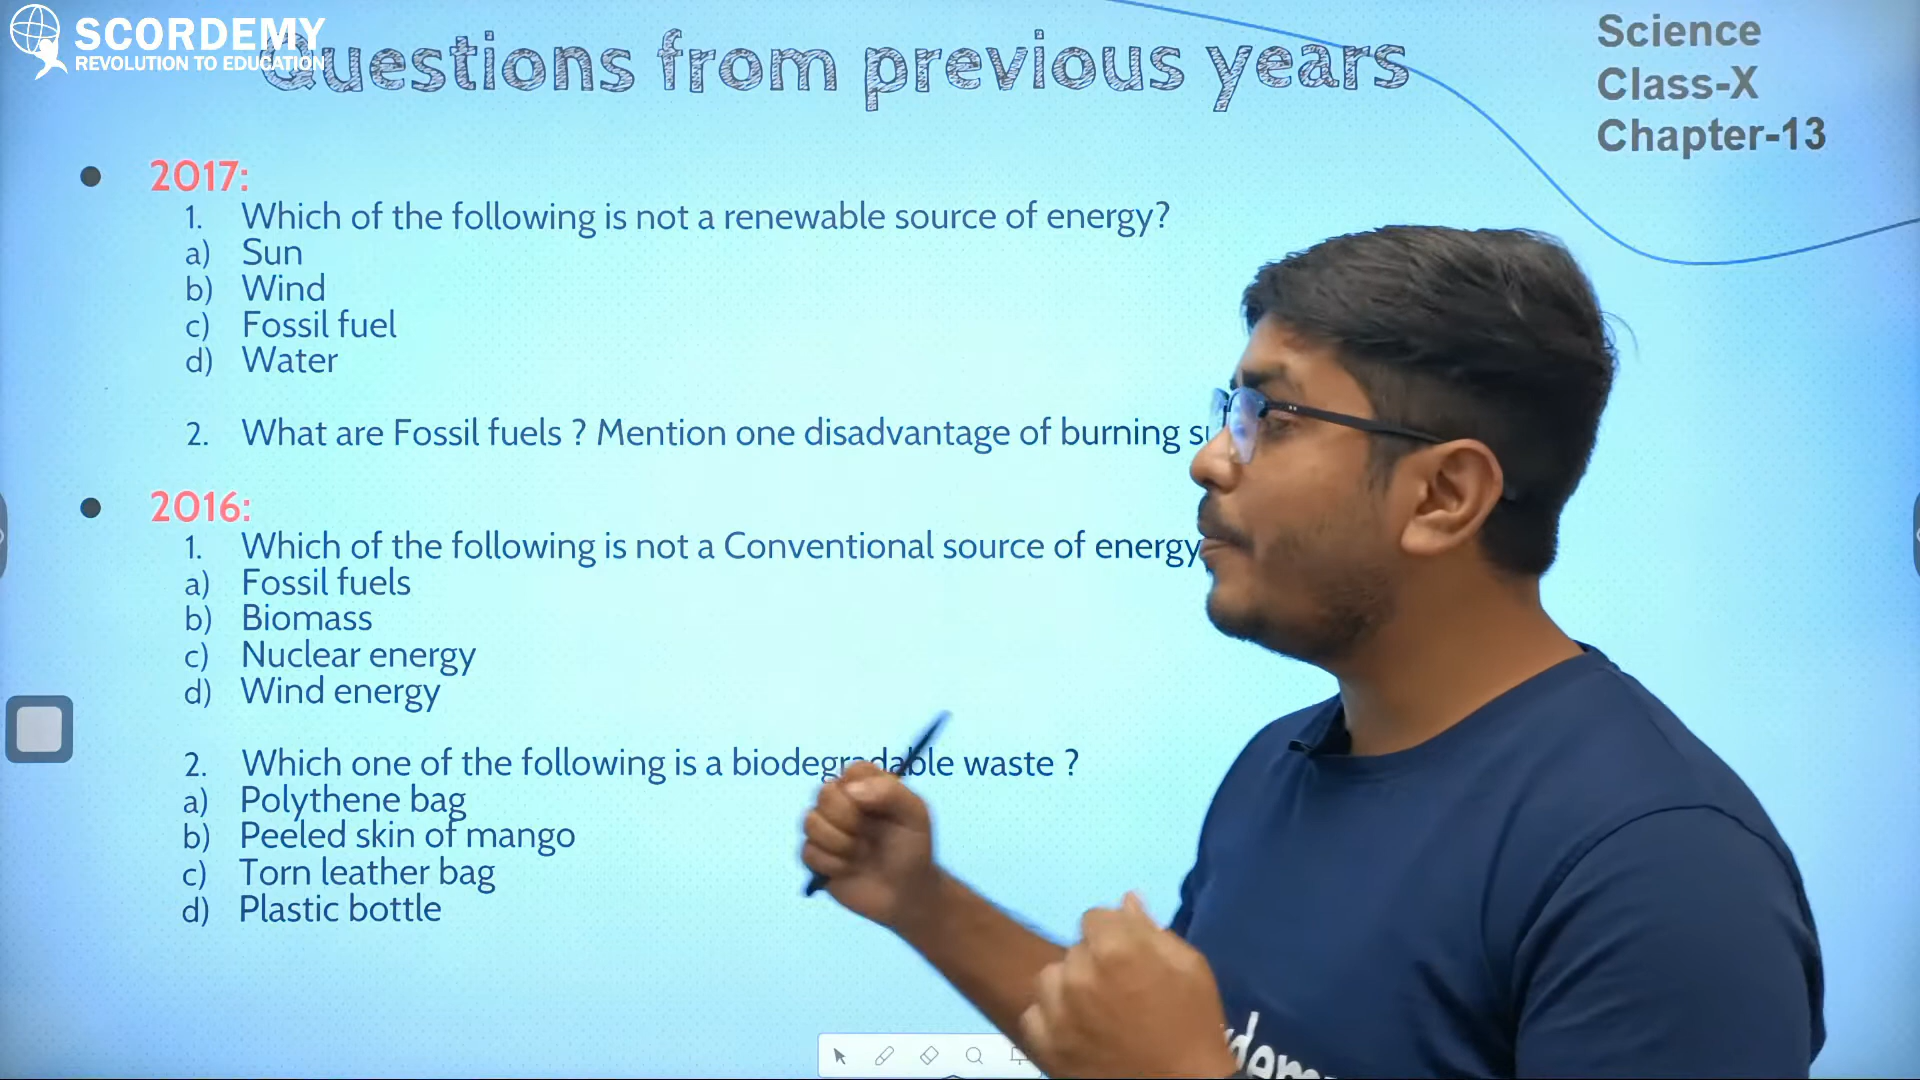 SCORDEMY
REVOLUTION TO EDUCATION
Questions from previous years
Science
Class-X
Chapter-13
2017:
1. Which of the following is not a renewable source of energy?
a) Sun
b) Wind
c) Fossil fuel
d) Water
2. What are Fossil fuels ? Mention one disadvantage of burning
2016:
1. Which of the following is not a Conventional source of energy
a) Fossil fuels
b) Biomass
c) Nuclear energy
d) Wind energy
2. Which one of the following is a biodegradable waste ?
a) Polythene bag
b) Peeled skin of mango
c) Torn leather bag
d) Plastic bottle